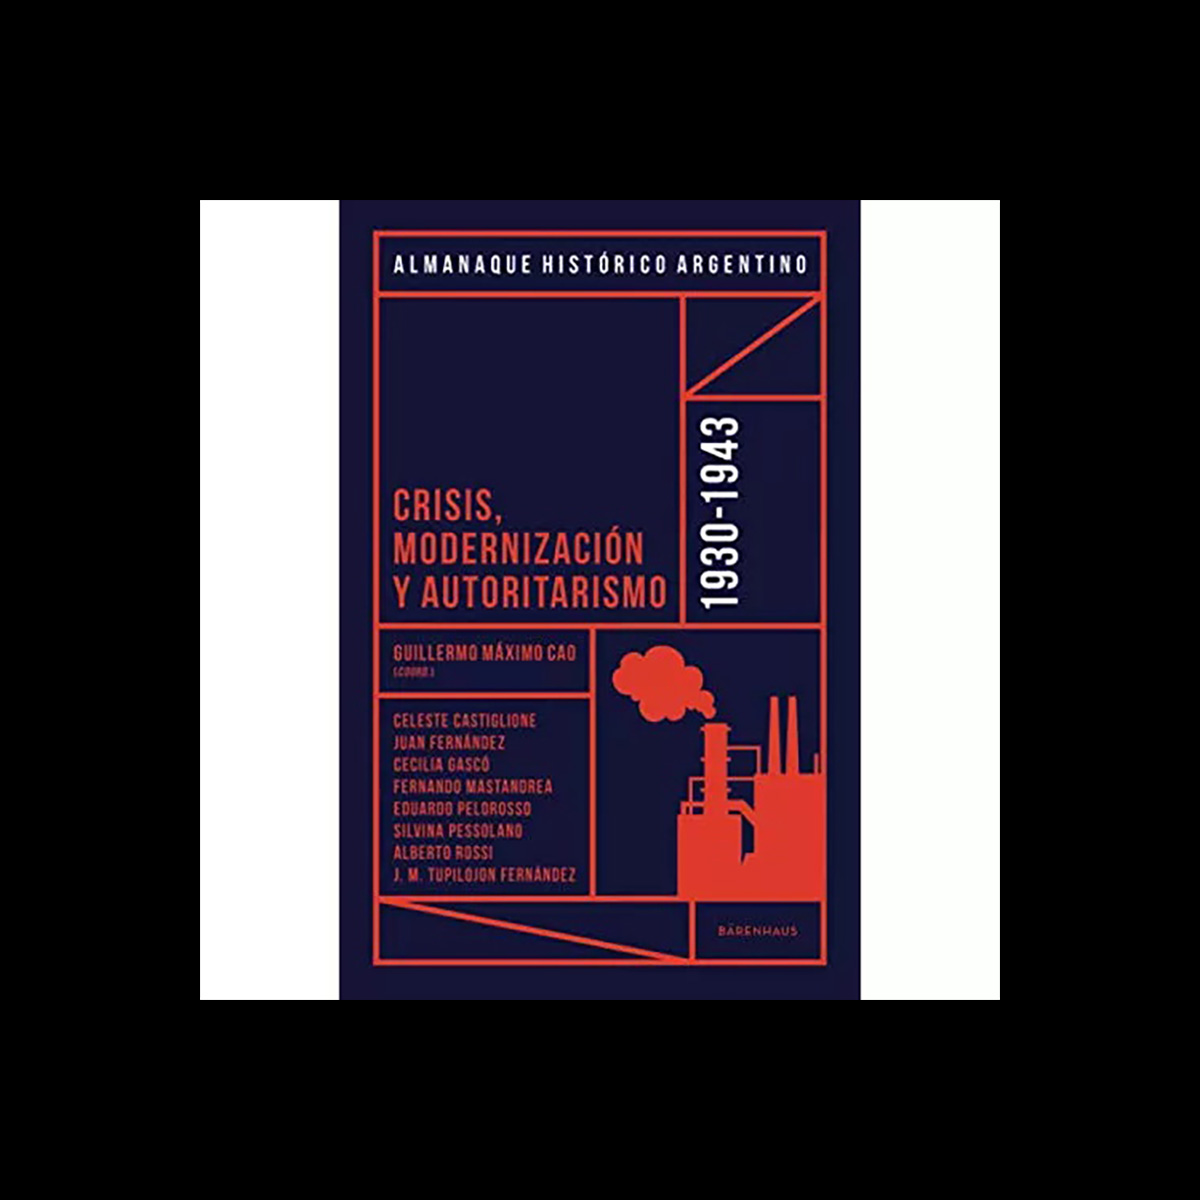 ALMANAQUE HISTÓRICO ARGENTINO
1930-1943
CRISIS,
MODERNIZACIÓN
Y AUTORITARISMO
GUILLERMO MÁXIMO CAO
(COORD.)
CELESTE CASTIGLIONE
JUAN FERNÁNDEZ
CECILIA GASCÓ
FERNANDO MASTANDREA
EDUARDO PELOROSSO
SILVINA PESSOLANO
ALBERTO ROSSI
J. M. TUPILOJON FERNÁNDEZ
BÄRENHAUS